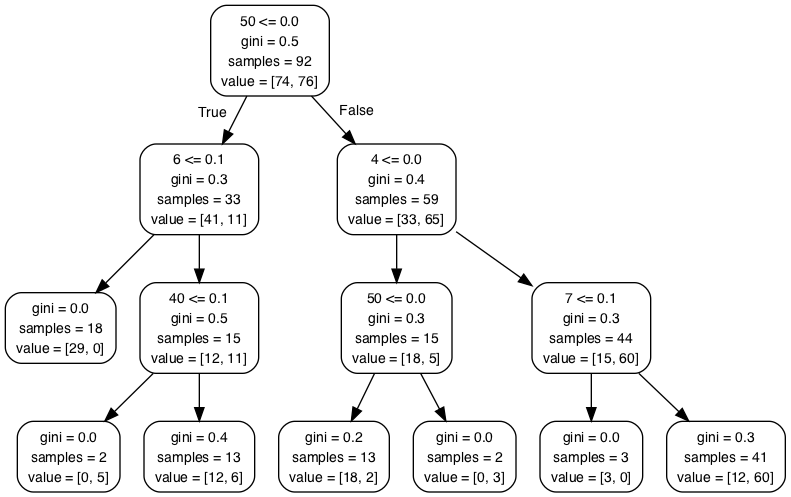 50 <= 0.0
gini = 0.5
samples = 92
value = [74, 76]
True
False
6 <= 0.1
gini = 0.3
samples = 33
value = [41, 11]
4 <= 0.0
gini = 0.4
samples = 59
value = [33, 65]
gini = 0.0
samples = 18
value = [29, 0]
40 <= 0.1
gini = 0.5
samples = 15
value = [12, 11]
50 <= 0.0
gini = 0.3
samples = 15
value = [18, 5]
7 <= 0.1
gini = 0.3
samples = 44
value = [15, 60]
gini = 0.0
samples = 2
value = [0, 5]
gini = 0.4
samples = 13
value = [12, 6]
gini = 0.2
samples = 13
value = [18, 2]
gini = 0.0
samples = 2
value = [0, 3]
gini = 0.0
samples = 3
value = [3, 0]
gini = 0.3
samples = 41
value = [12, 60]